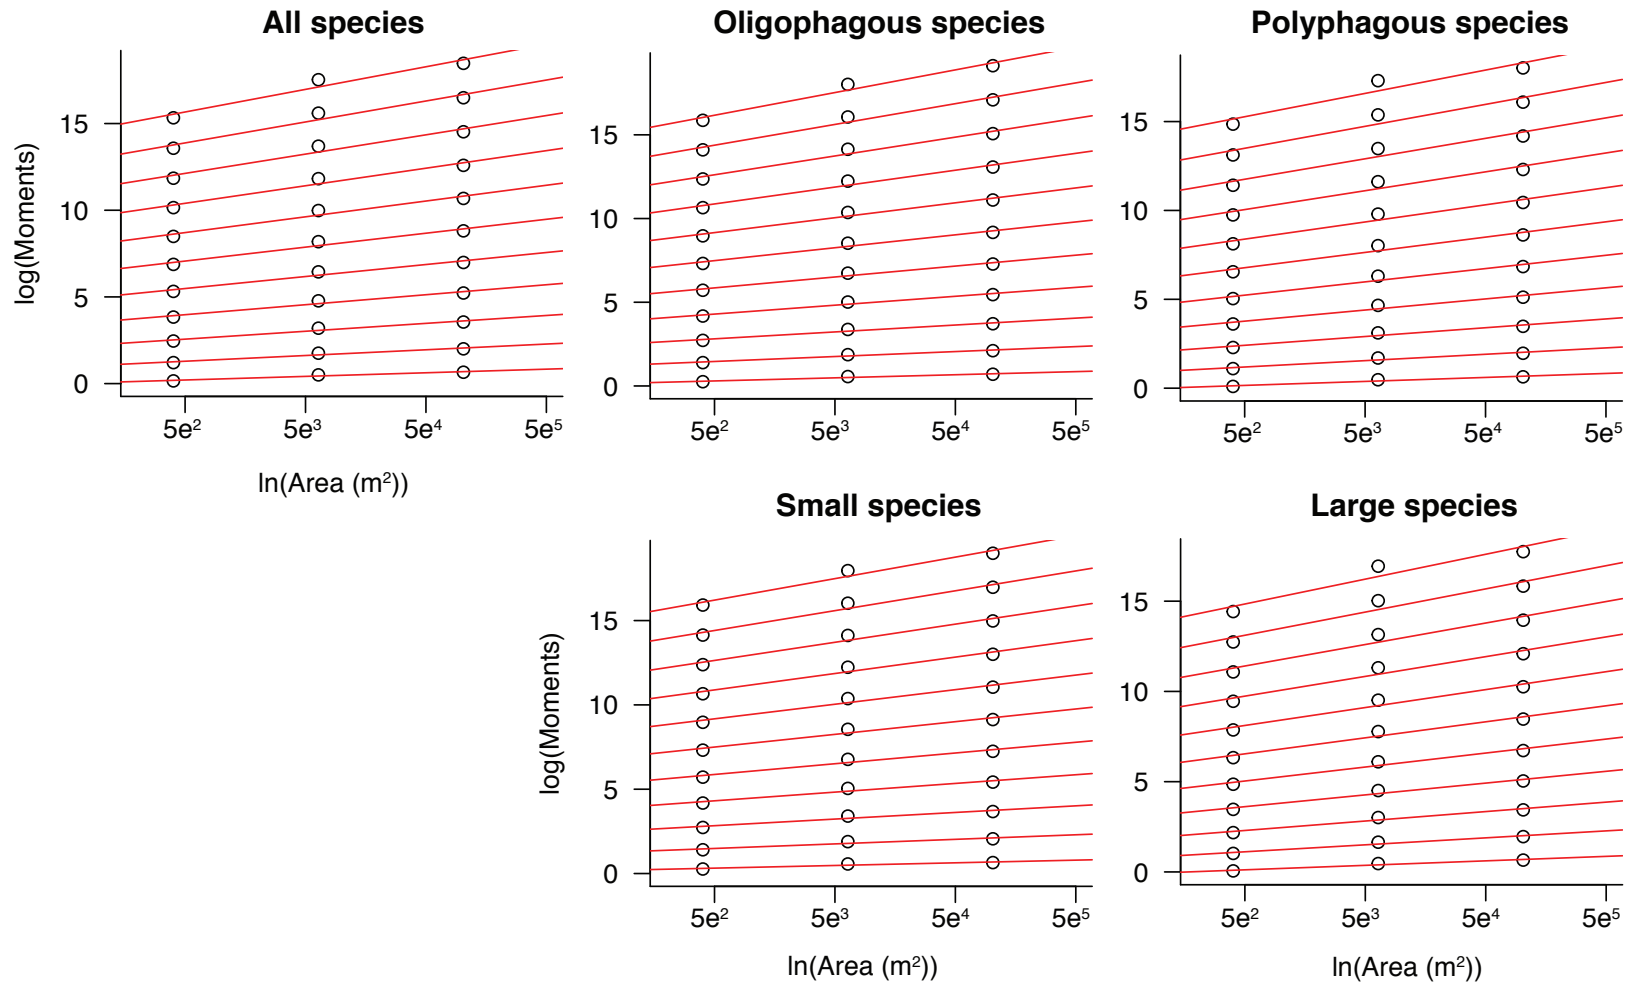 All species
Oligophagous species
Polyphagous species
log(Moments)
15
10
5
0
5e²
5e³
5e⁴
5e⁵
ln(Area (m²))
15
10
5
0
5e²
5e³
5e⁴
5e⁵
15
10
5
0
5e²
5e³
5e⁴
5e⁵
Small species
Large species
log(Moments)
15
10
5
0
5e²
5e³
5e⁴
5e⁵
ln(Area (m²))
15
10
5
0
5e²
5e³
5e⁴
5e⁵
ln(Area (m²))